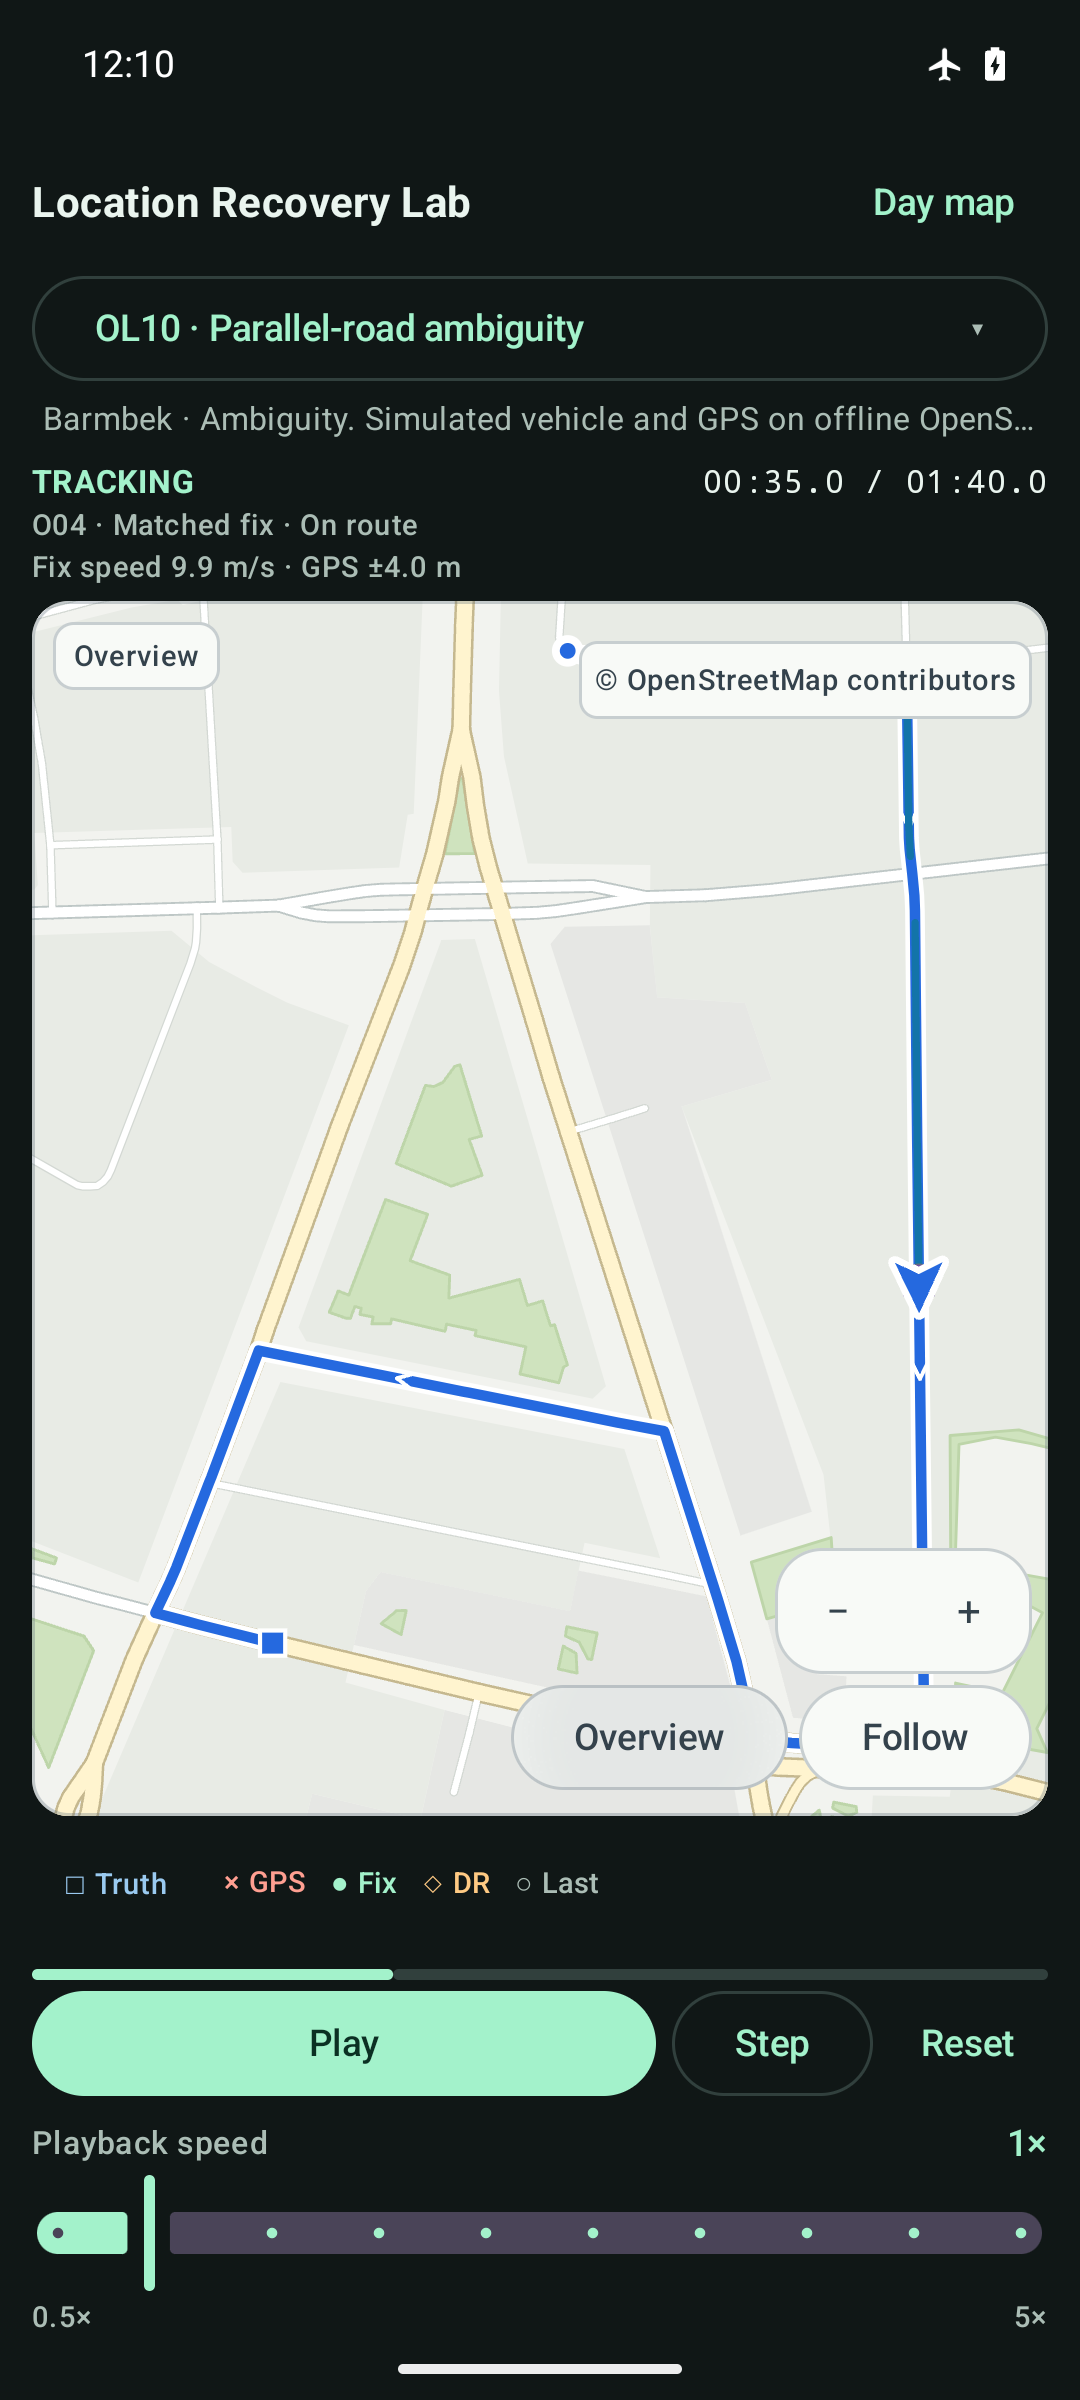 12:10
Location Recovery Lab
Day map
OL10 · Parallel-road ambiguity
Barmbek · Ambiguity. Simulated vehicle and GPS on offline OpenS…
TRACKING
00:35.0 / 01:40.0
O04 · Matched fix · On route
Fix speed 9.9 m/s · GPS ±4.0 m
Overview
© OpenStreetMap contributors
− +
Overview
Follow
□ Truth × GPS ● Fix ◇ DR ○ Last
Play
Step
Reset
Playback speed
1×
0.5×
5×